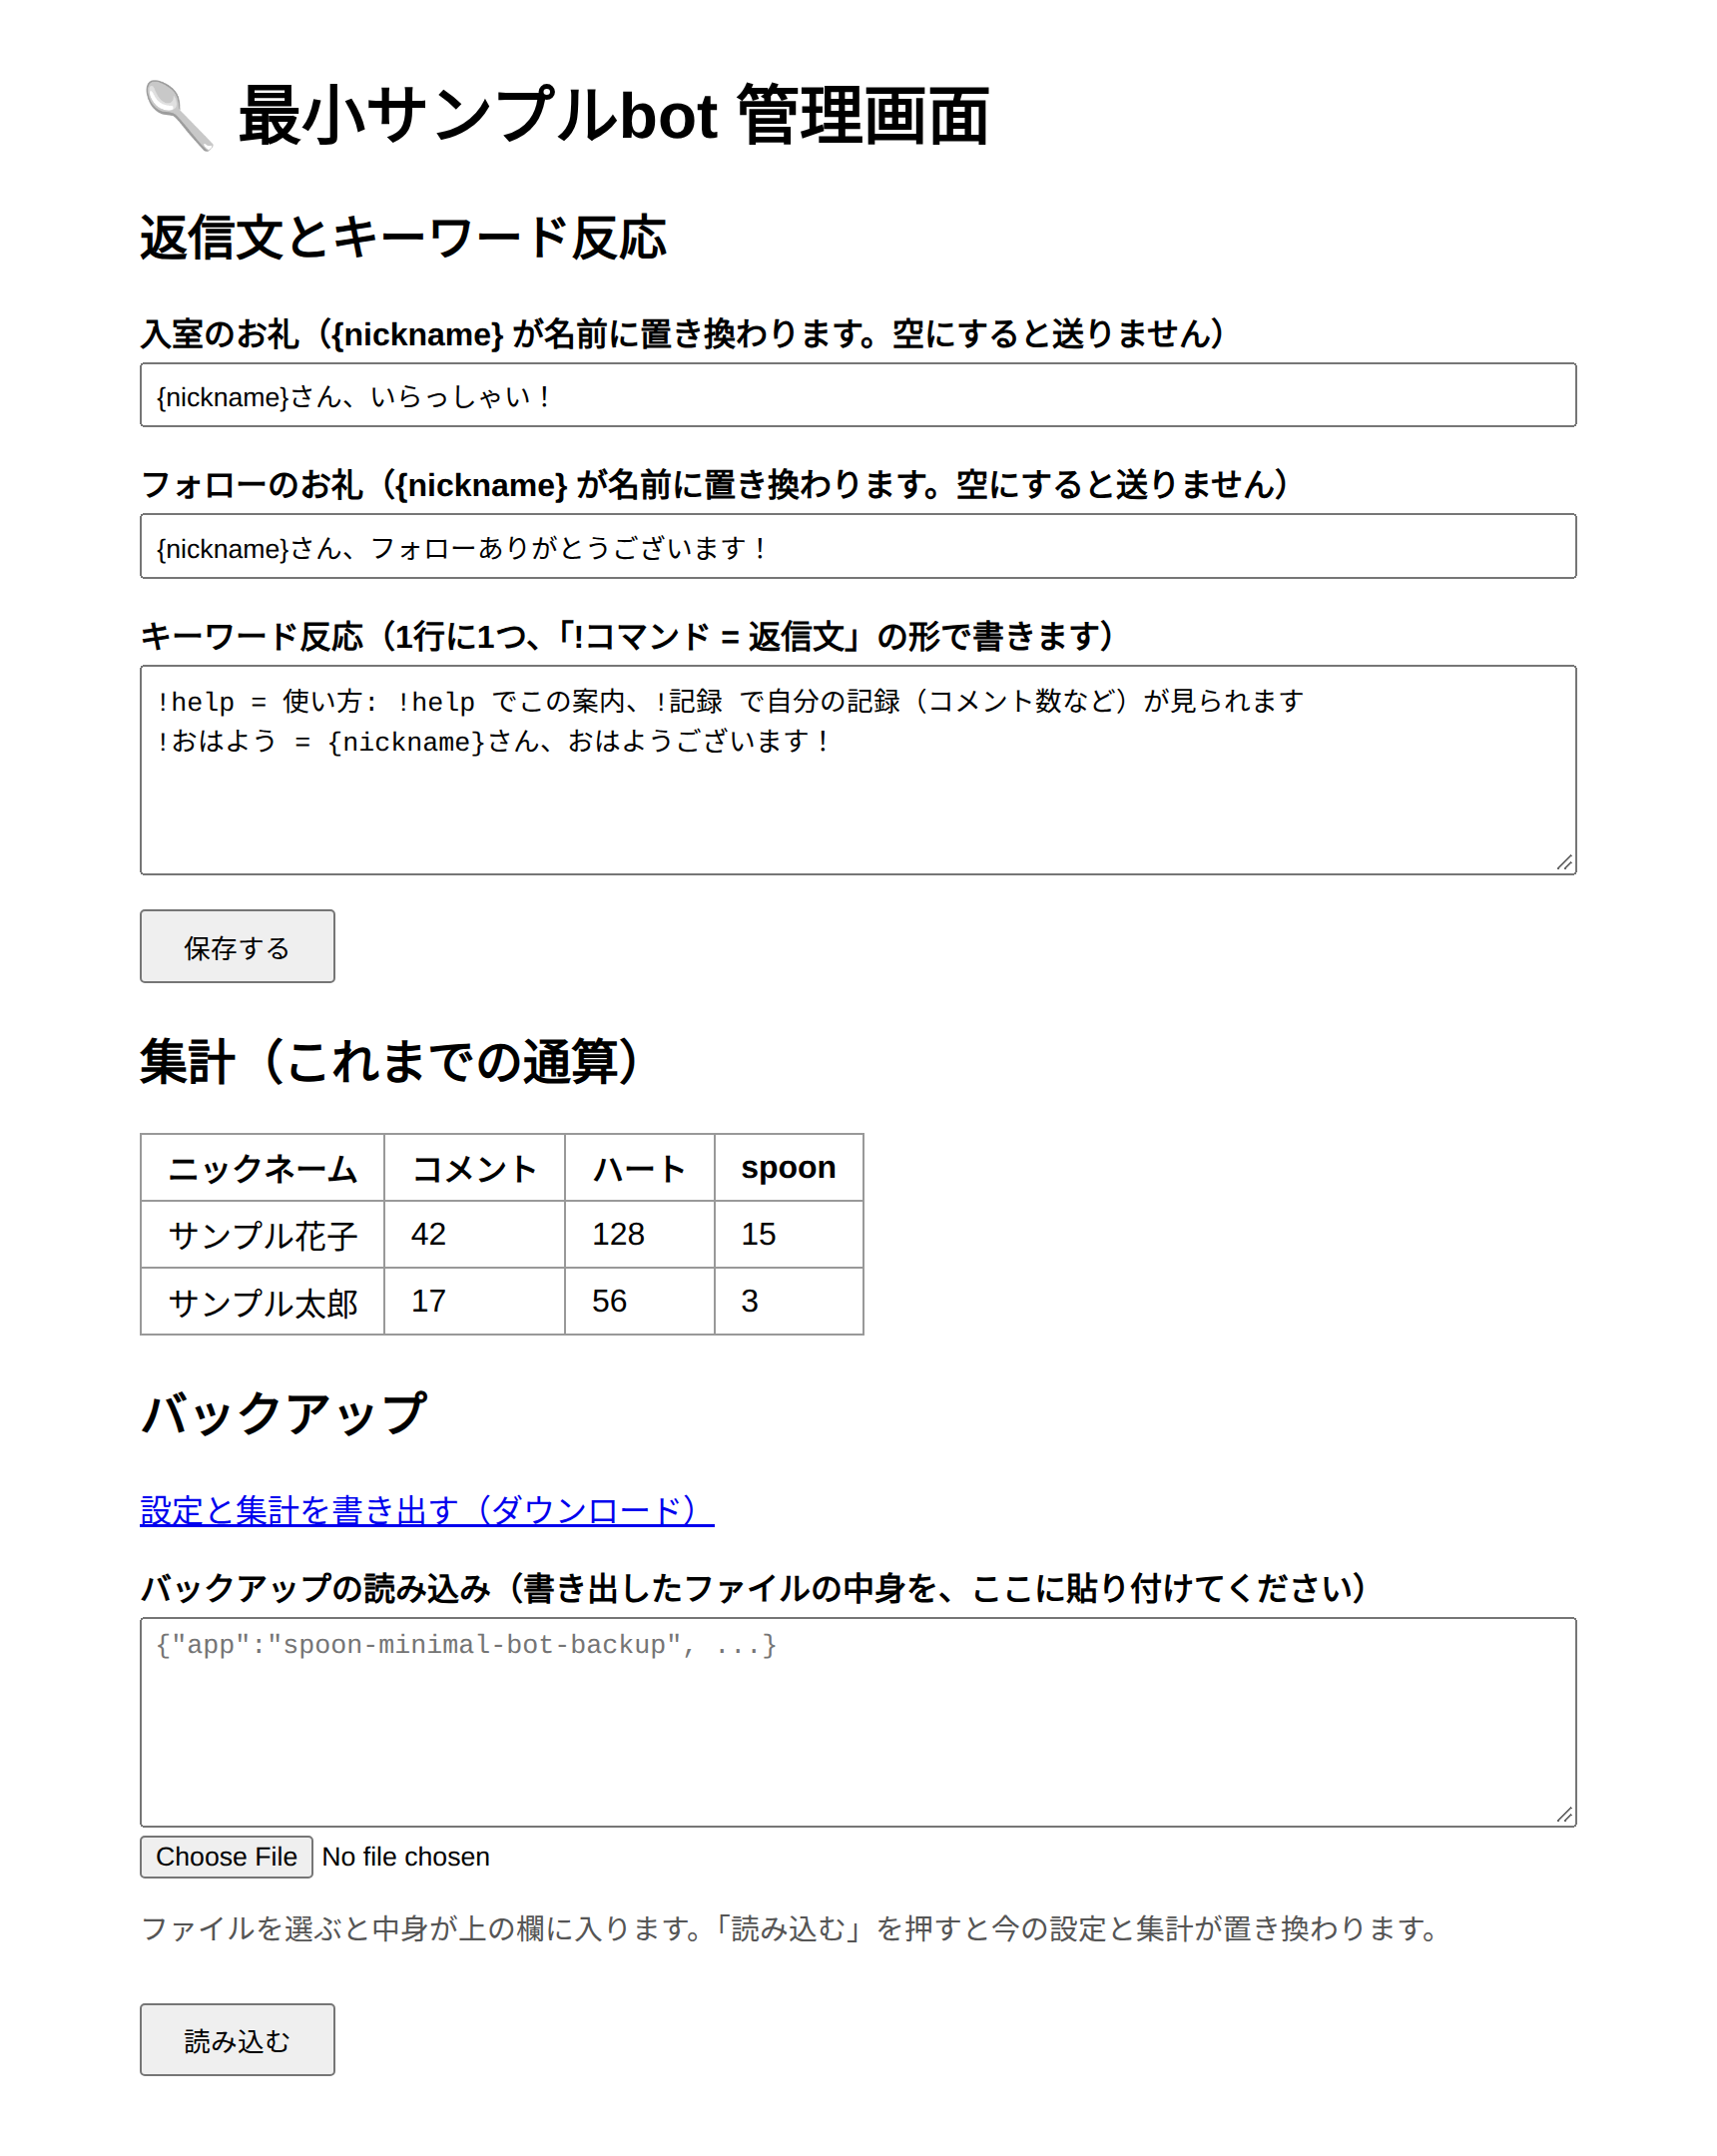 🥄 最小サンプルbot 管理画面
返信文とキーワード反応
入室のお礼（{nickname} が名前に置き換わります。空にすると送りません）
{nickname}さん、いらっしゃい！
フォローのお礼（{nickname} が名前に置き換わります。空にすると送りません）
{nickname}さん、フォローありがとうございます！
キーワード反応（1行に1つ、「!コマンド = 返信文」の形で書きます）
!help = 使い方: !help でこの案内、!記録 で自分の記録（コメント数など）が見られます
!おはよう = {nickname}さん、おはようございます！
保存する
集計（これまでの通算）
ニックネーム コメント ハート spoon
サンプル花子 42 128 15
サンプル太郎 17 56 3
バックアップ
設定と集計を書き出す（ダウンロード）
バックアップの読み込み（書き出したファイルの中身を、ここに貼り付けてください）
{"app":"spoon-minimal-bot-backup", ...}
Choose File No file chosen
ファイルを選ぶと中身が上の欄に入ります。「読み込む」を押すと今の設定と集計が置き換わります。
読み込む